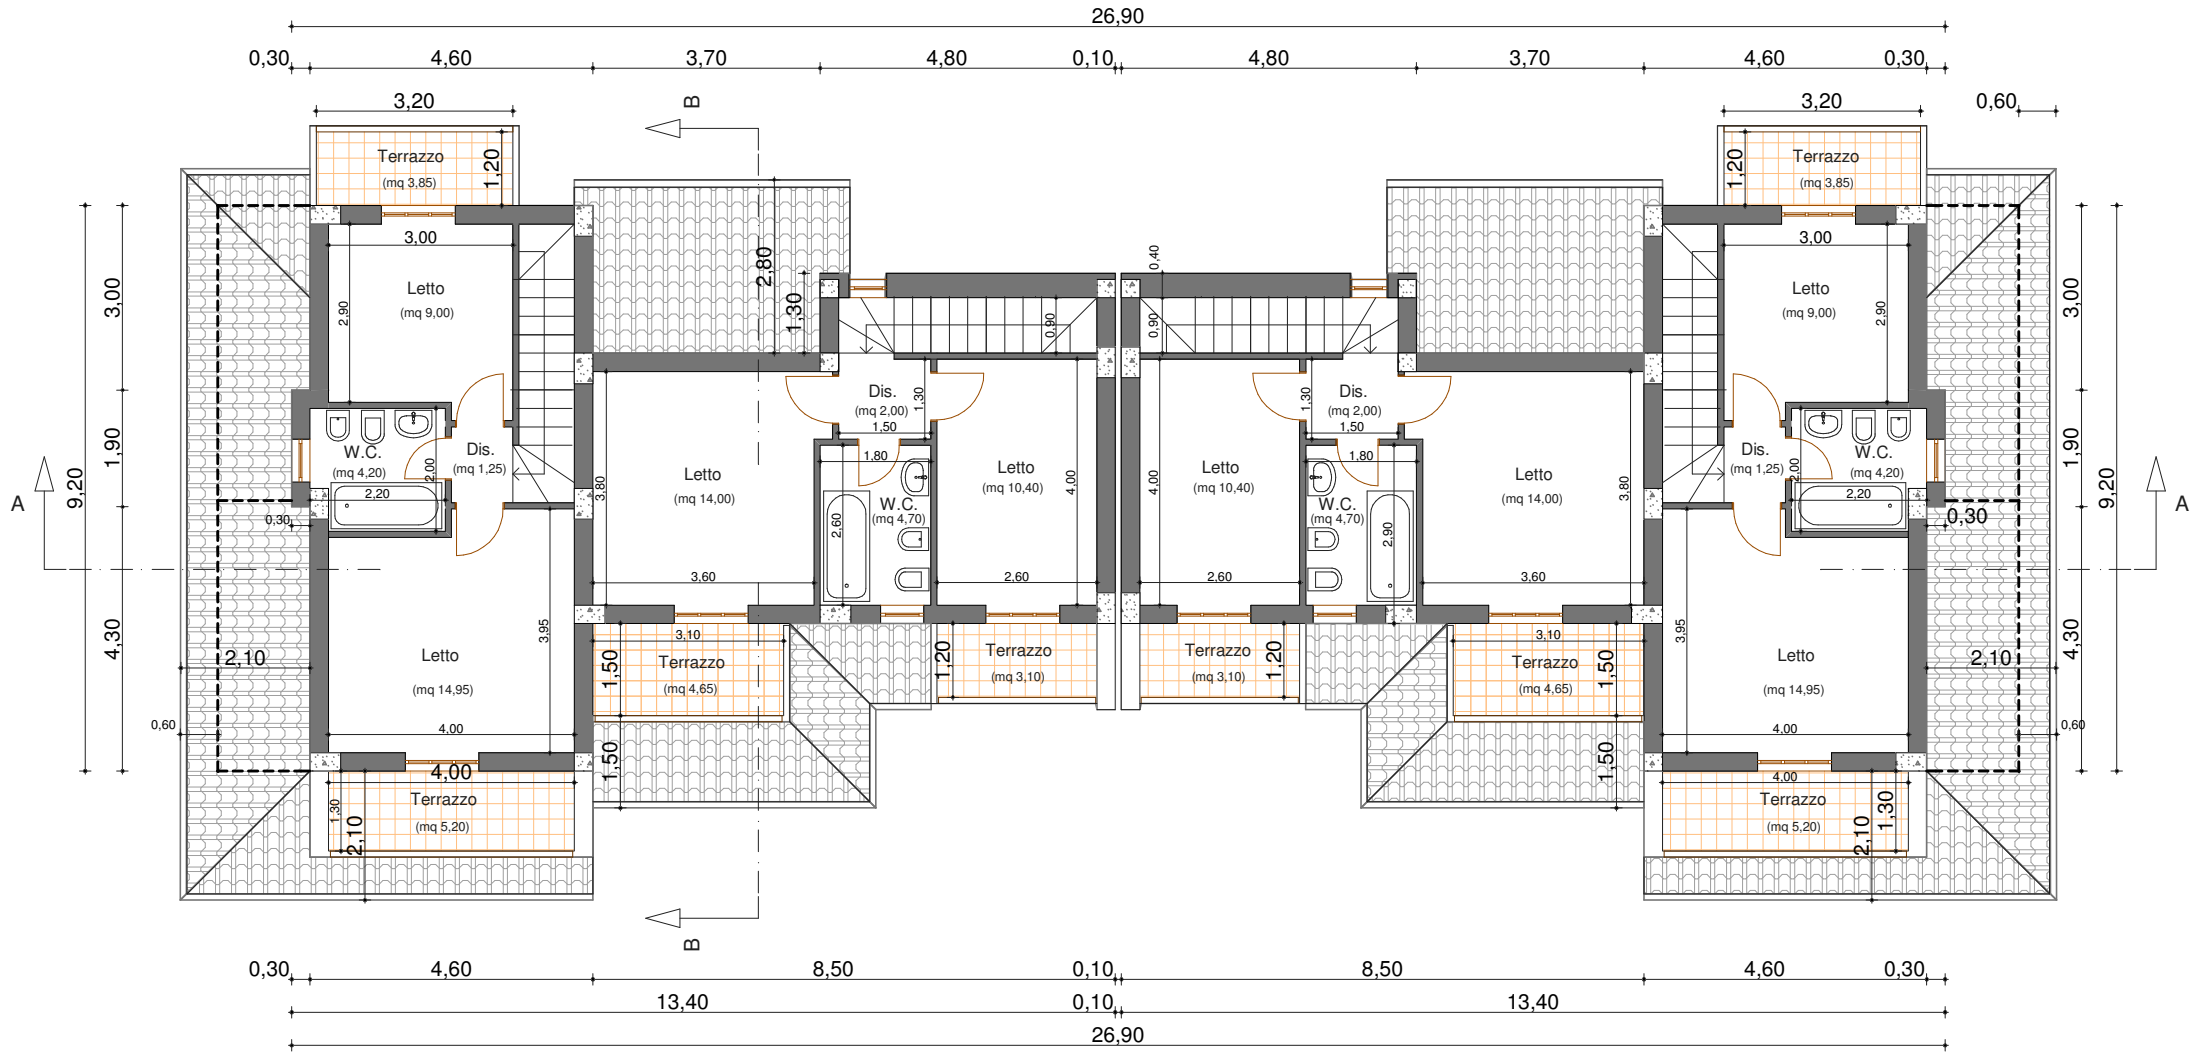 26,90
0,30 4,60 3,70 4,80 0,10 4,80 3,70 4,60 0,30
3,20 B 3,20 0,60
Terrazzo 1,20 1,20 Terrazzo
(mq 3,85) (mq 3,85)
3,00 3,00
2,80 0,40
Letto Letto
(mq 9,00) (mq 9,00)
3,00 2,90 1,30 0,90 0,90 2,90 3,00
Dis. Dis.
(mq 2,00) 1,30 1,30 (mq 2,00)
1,50 1,50
W.C. Dis. 1,80 1,80 Dis. W.C.
(mq 4,20) 2,00 (mq 1,25) (mq 1,25) 2,00 (mq 4,20)
1,90 1,90
Letto Letto Letto Letto
(mq 14,00) (mq 10,40) (mq 10,40) (mq 14,00)
A 9,20 2,20 3,80 4,00 4,00 3,80 2,20 9,20 A
W.C. W.C.
(mq 4,70) (mq 4,70)
0,30 2,60 2,90 0,30
3,60 2,60 2,60 3,60
4,30 3,95 3,10 3,10 3,95 4,30
Letto Terrazzo Terrazzo Terrazzo Terrazzo Letto
(mq 14,95) (mq 4,65) (mq 3,10) (mq 3,10) (mq 4,65) (mq 14,95)
2,10 1,50 1,20 1,20 1,50 2,10
0,60 4,00 4,00 0,60
1,50 1,50
4,00 4,00
Terrazzo Terrazzo
(mq 5,20) (mq 5,20)
1,30 2,10 2,10 1,30
B
0,30 4,60 8,50 0,10 8,50 4,60 0,30
13,40 0,10 13,40
26,90